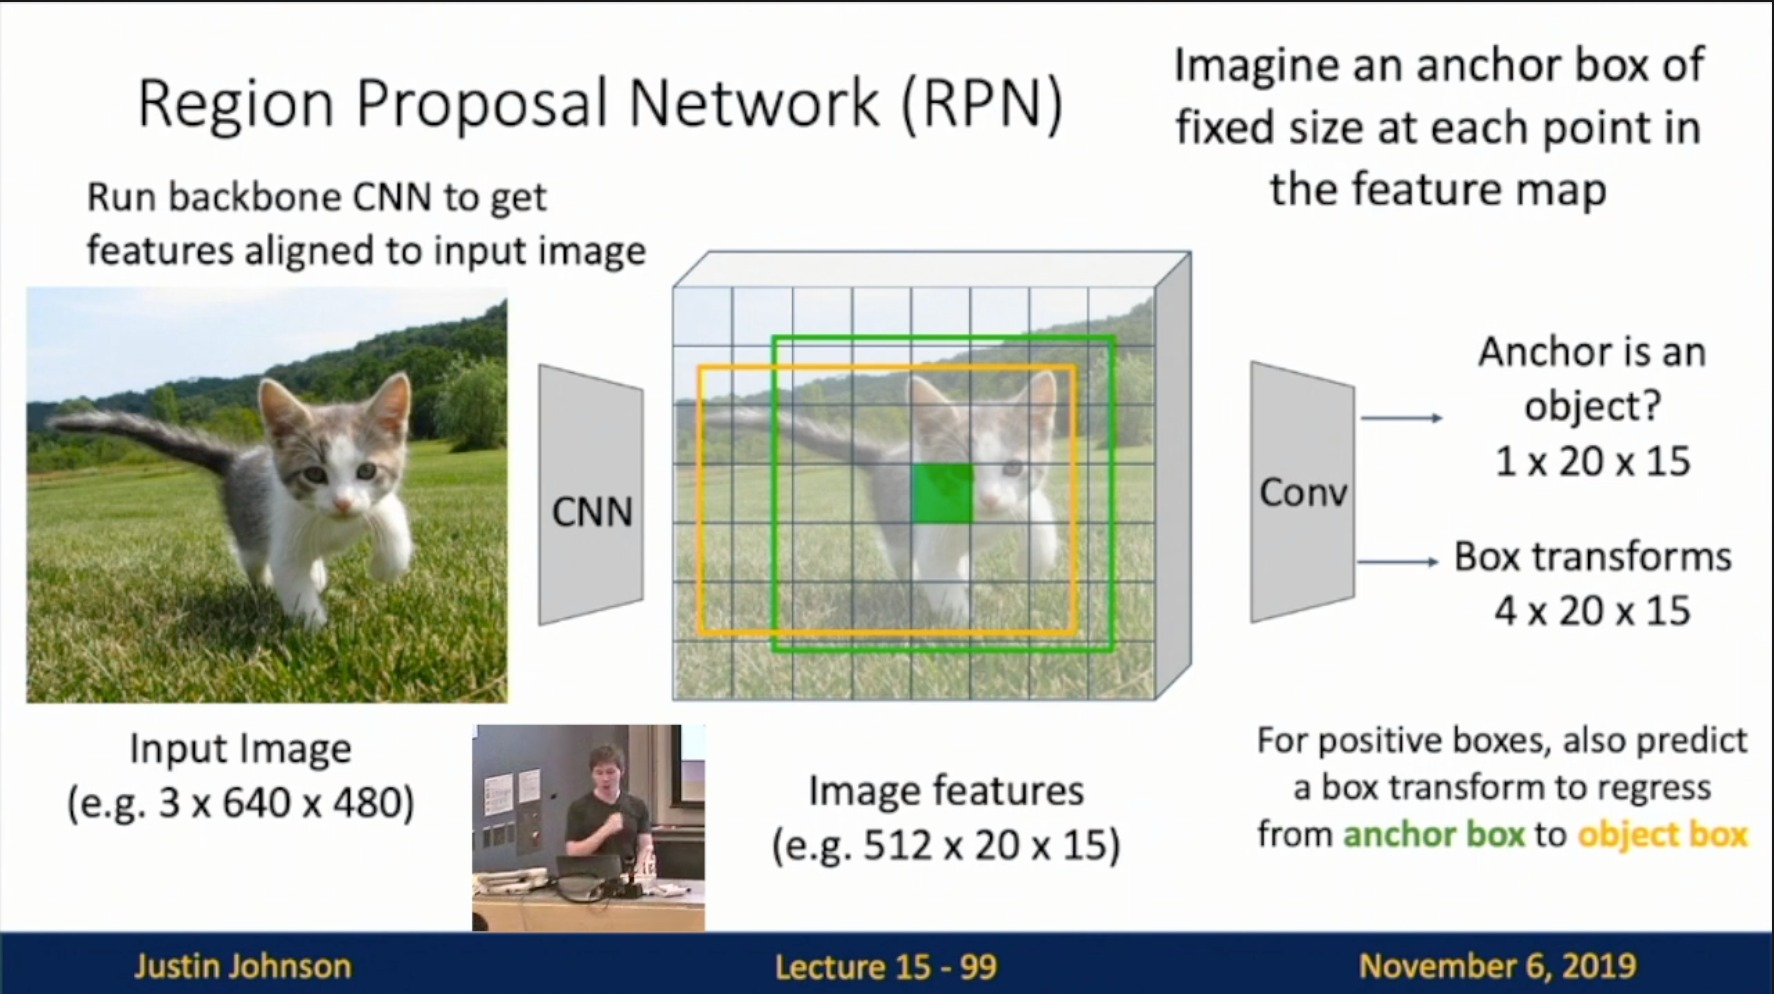 Region Proposal Network (RPN)
Imagine an anchor box of
fixed size at each point in
the feature map
Run backbone CNN to get
features aligned to input image
CNN
Conv
Anchor is an
object?
1 x 20 x 15
Box transforms
4 x 20 x 15
Input Image
(e.g. 3 x 640 x 480)
Image features
(e.g. 512 x 20 x 15)
For positive boxes, also predict
a box transform to regress
from anchor box to object box
Justin Johnson
Lecture 15 - 99
November 6, 2019